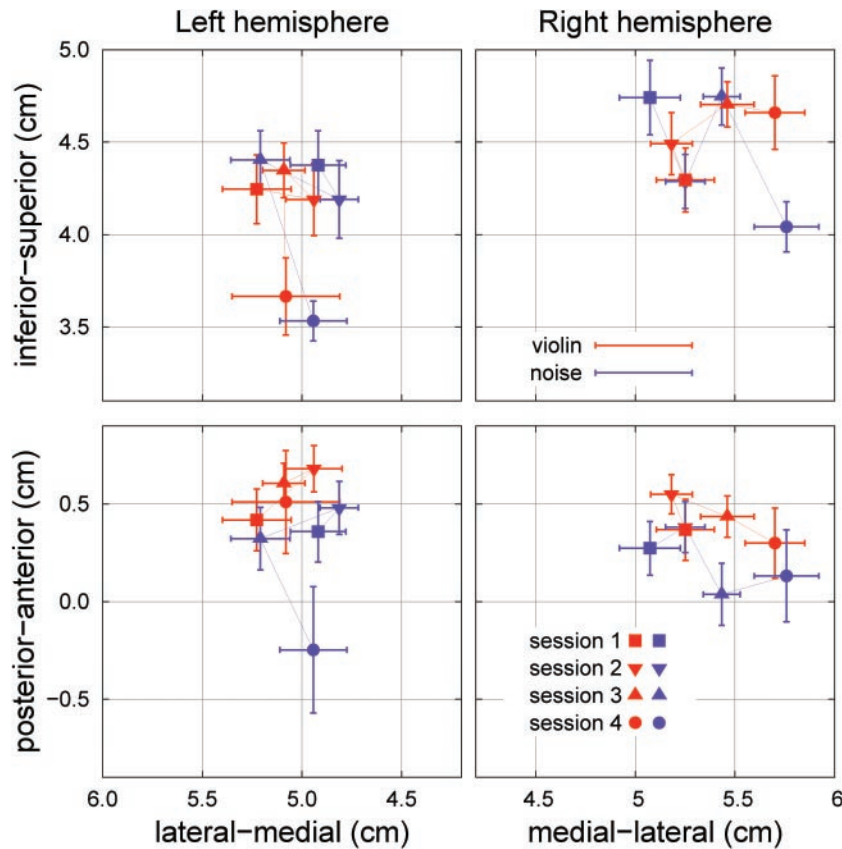 Left hemisphere
Right hemisphere
inferior−superior (cm)
5.0
4.5
4.0
3.5
violin
noise
posterior−anterior (cm)
0.5
0.0
−0.5
session 1
session 2
session 3
session 4
6.0 5.5 5.0 4.5
4.5 5 5.5 6
lateral−medial (cm)
medial−lateral (cm)